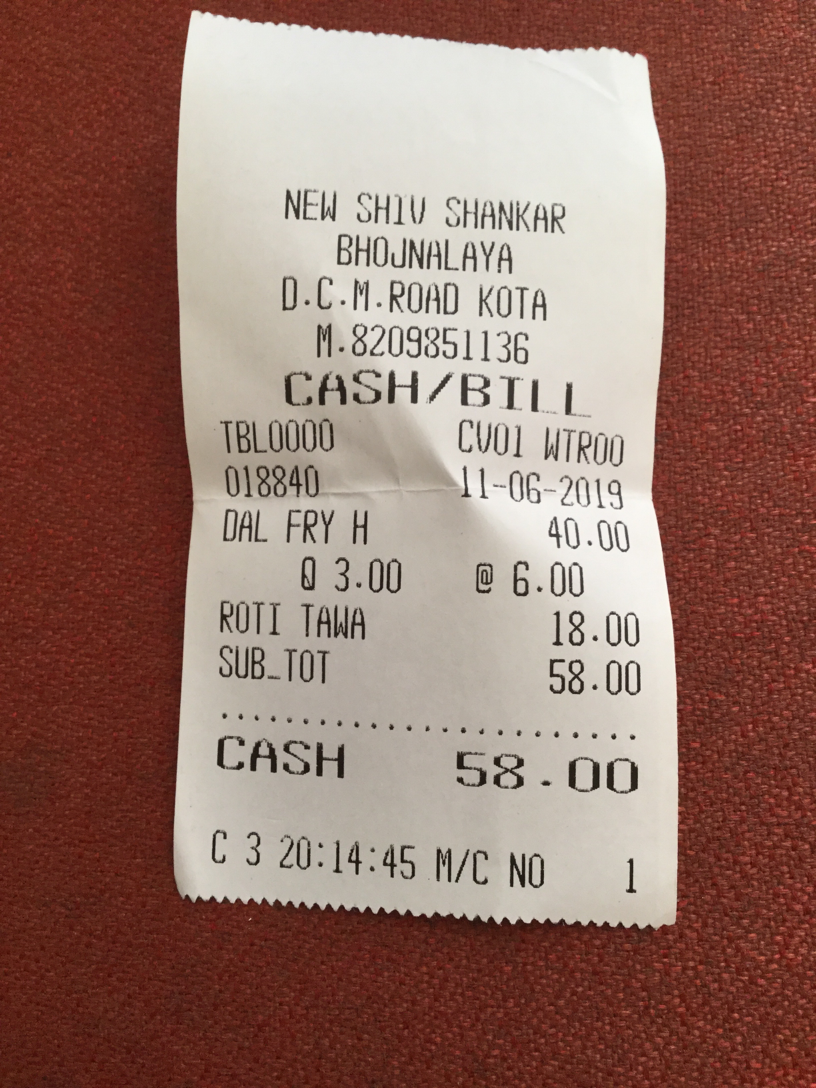 NEW SHIV SHANKAR
BHOJNALAYA
D.C.M.ROAD KOTA
M.8209851136
CASH/BILL
TBL0000 CV01 WTR00
018840 11-06-2019
DAL FRY H 40.00
Q 3.00 @ 6.00
ROTI TAWA 18.00
SUB_TOT 58.00
..........................
CASH 58.00
C 3 20:14:45 M/C NO 1